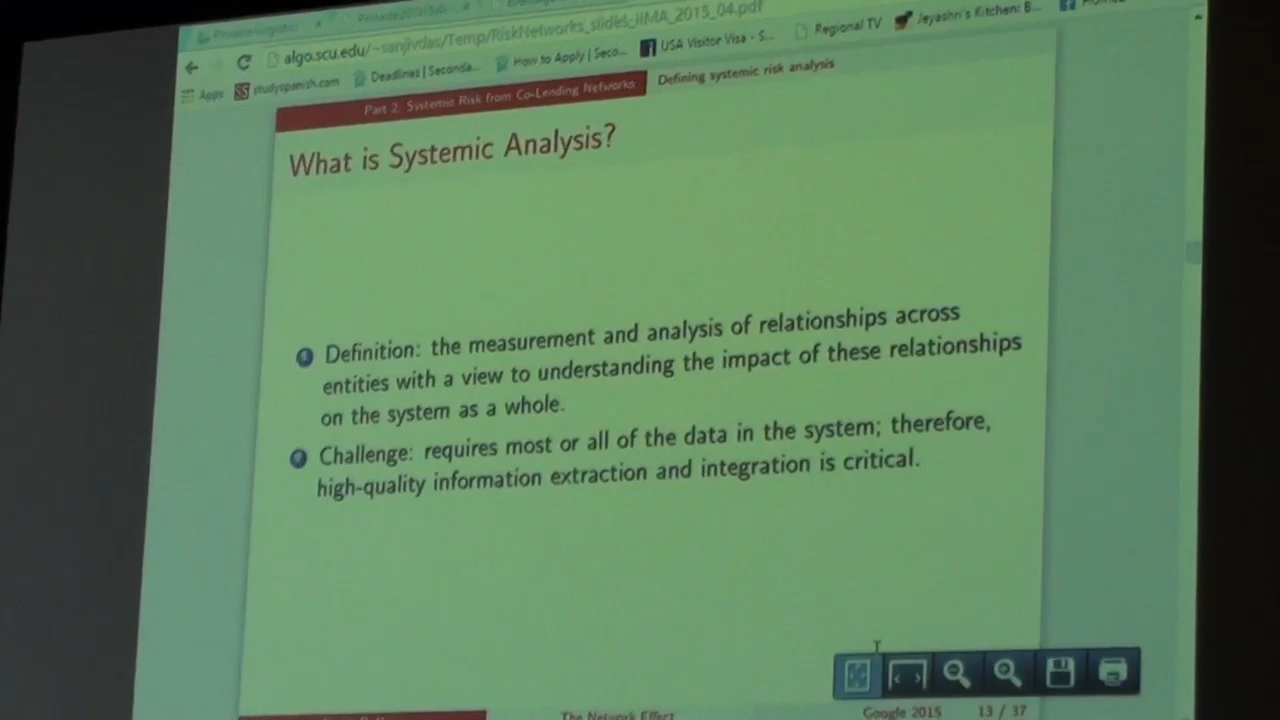 algo.scu.edu/~sanjivdas/Temp/RiskNetworks_slides_IIMA_2015_04.pdf
Apps studyspanish.com Deadlines | Seconda... How to Apply | Seco... USA Visitor Visa - S... Regional TV Jeyashri's Kitchen: B...
Part 2: Systemic Risk from Co-Lending Networks Defining systemic risk analysis
What is Systemic Analysis?
1 Definition: the measurement and analysis of relationships across
entities with a view to understanding the impact of these relationships
on the system as a whole.
2 Challenge: requires most or all of the data in the system; therefore,
high-quality information extraction and integration is critical.
The Network Effect Google 2015 13 / 37